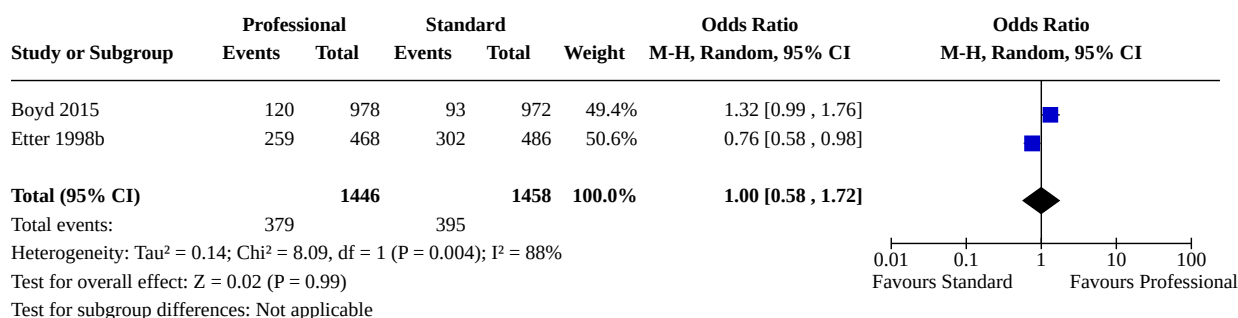 Professional Standard Odds Ratio Odds Ratio
Study or Subgroup Events Total Events Total Weight M-H, Random, 95% CI M-H, Random, 95% CI
Boyd 2015 120 978 93 972 49.4% 1.32 [0.99 , 1.76]
Etter 1998b 259 468 302 486 50.6% 0.76 [0.58 , 0.98]
Total (95% CI) 1446 1458 100.0% 1.00 [0.58 , 1.72]
Total events: 379 395
Heterogeneity: Tau² = 0.14; Chi² = 8.09, df = 1 (P = 0.004); I² = 88%
0.01 0.1 1 10 100
Test for overall effect: Z = 0.02 (P = 0.99) Favours Standard Favours Professional
Test for subgroup differences: Not applicable